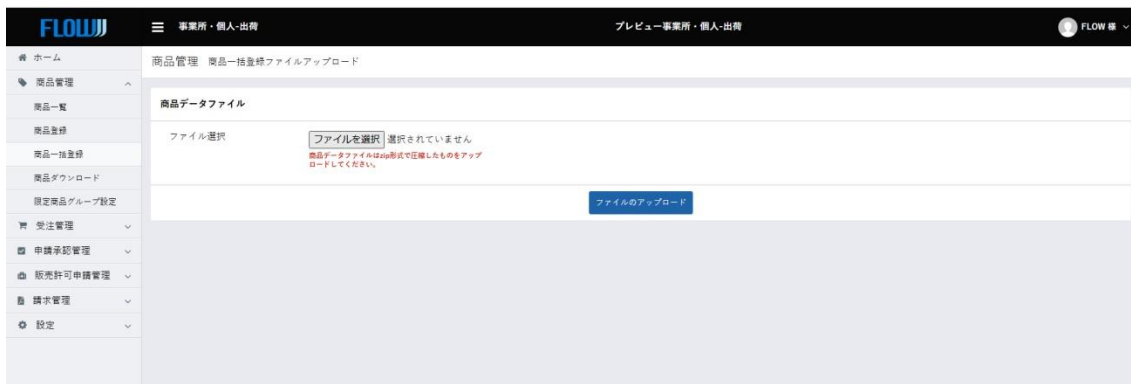 FLOW
事業所・個人-出荷
プレビュー事業所・個人-出荷
FLOW 様
ホーム
商品管理
商品一覧
商品登録
商品一括登録
商品ダウンロード
限定商品グループ設定
受注管理
申請承認管理
販売許可申請管理
請求管理
設定
商品管理 商品一括登録ファイルアップロード
商品データファイル
ファイル選択
ファイルを選択 選択されていません
商品データファイルはzip形式で圧縮したものをアップ
ロードしてください。
ファイルのアップロード